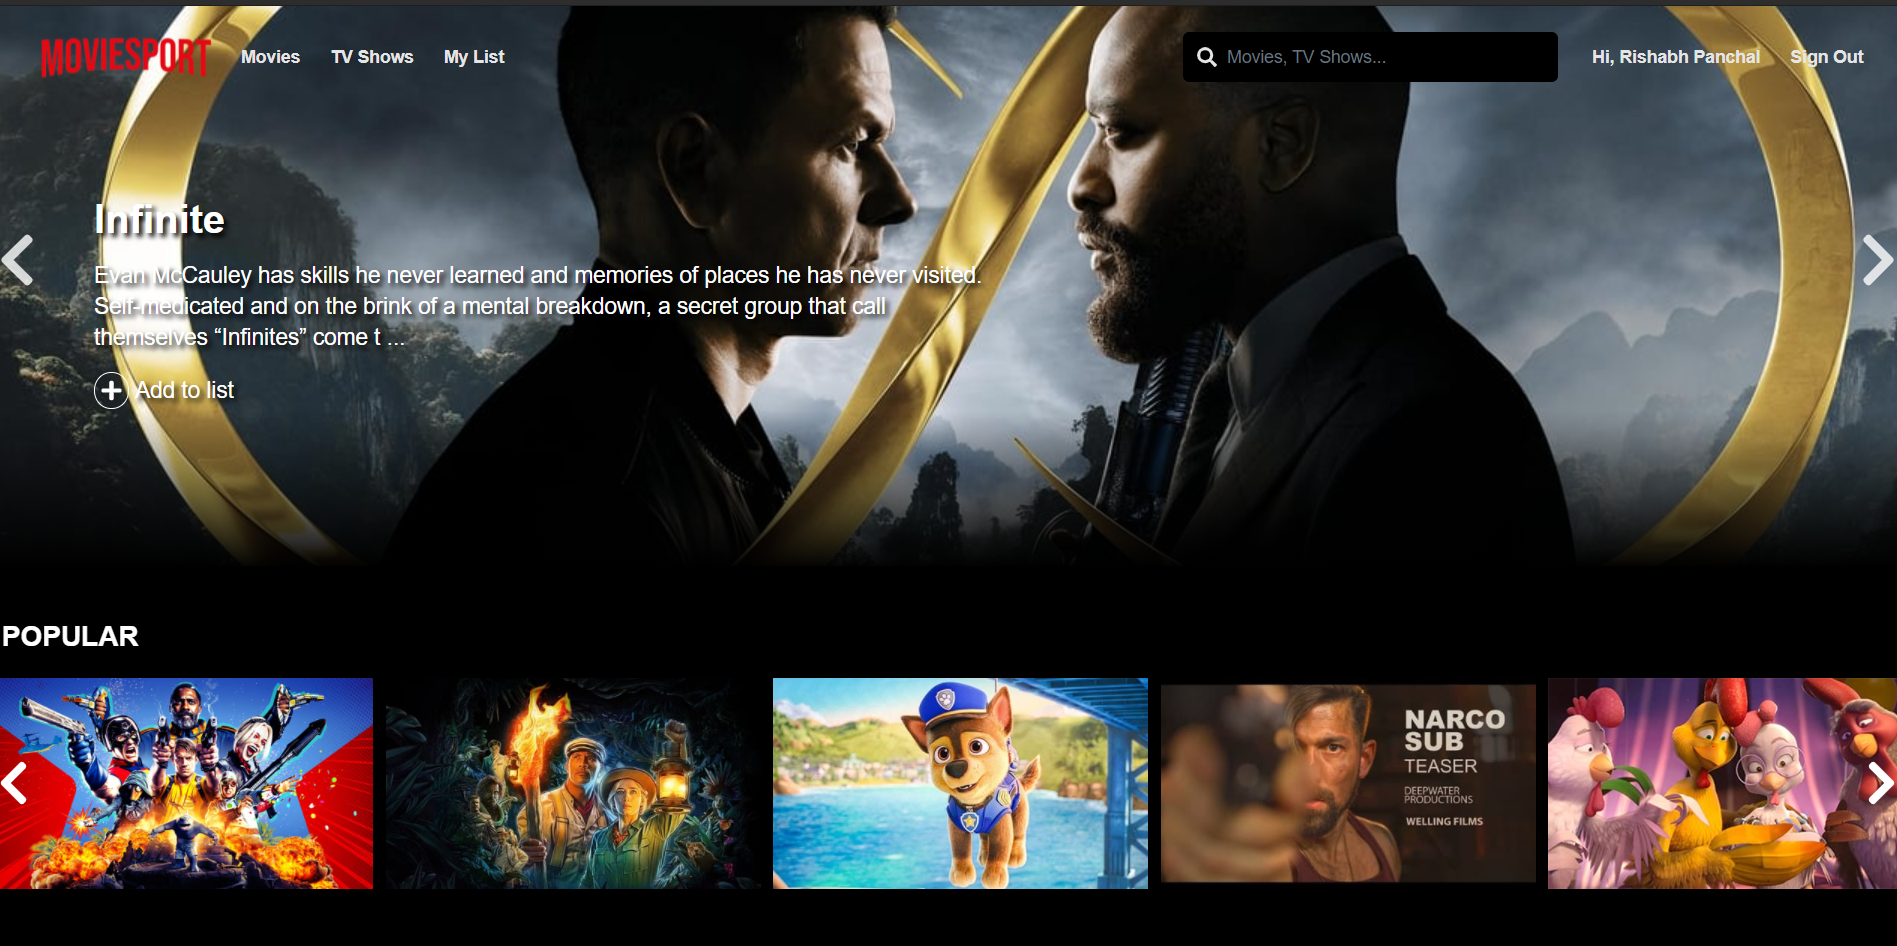 MOVIESPORT
Movies
TV Shows
My List
Movies, TV Shows...
Hi, Rishabh Panchal
Sign Out
Infinite
Evan McCauley has skills he never learned and memories of places he has never visited.
Self-medicated and on the brink of a mental breakdown, a secret group that call
themselves “Infinites” come t ...
Add to list
POPULAR
NARCO
SUB
TEASER
DEEPWATER
PRODUCTIONS
WELLING FILMS